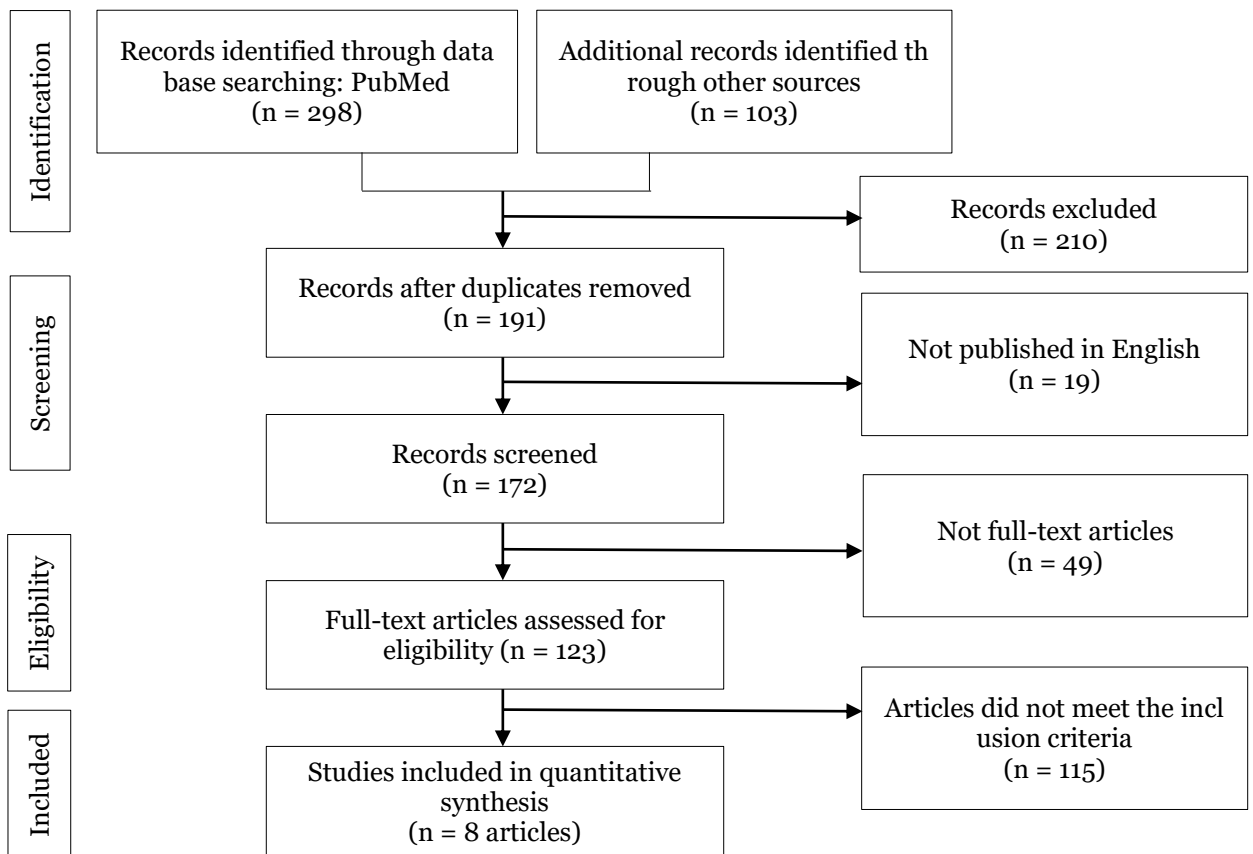 Identification
Records identified through data
base searching: PubMed
(n = 298)
Additional records identified th
rough other sources
(n = 103)
Records excluded
(n = 210)
Screening
Records after duplicates removed
(n = 191)
Not published in English
(n = 19)
Records screened
(n = 172)
Not full-text articles
(n = 49)
Eligibility
Full-text articles assessed for
eligibility (n = 123)
Articles did not meet the incl
usion criteria
(n = 115)
Included
Studies included in quantitative
synthesis
(n = 8 articles)